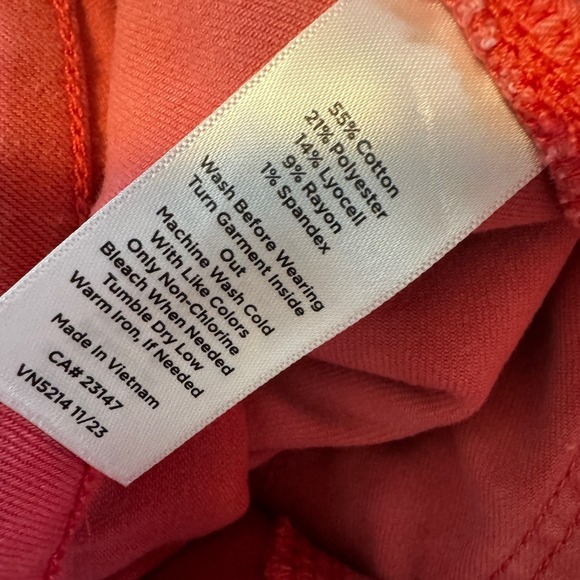 55% Cotton
21% Polyester
14% Lyocell
9% Rayon
1% Spandex
Wash Before Wearing
Turn Garment Inside
Out
Machine Wash Cold
With Like Colors
Only Non-Chlorine
Bleach When Needed
Tumble Dry Low
Warm Iron, If Needed
Made In Vietnam
CA# 23147
VN5214 11/23